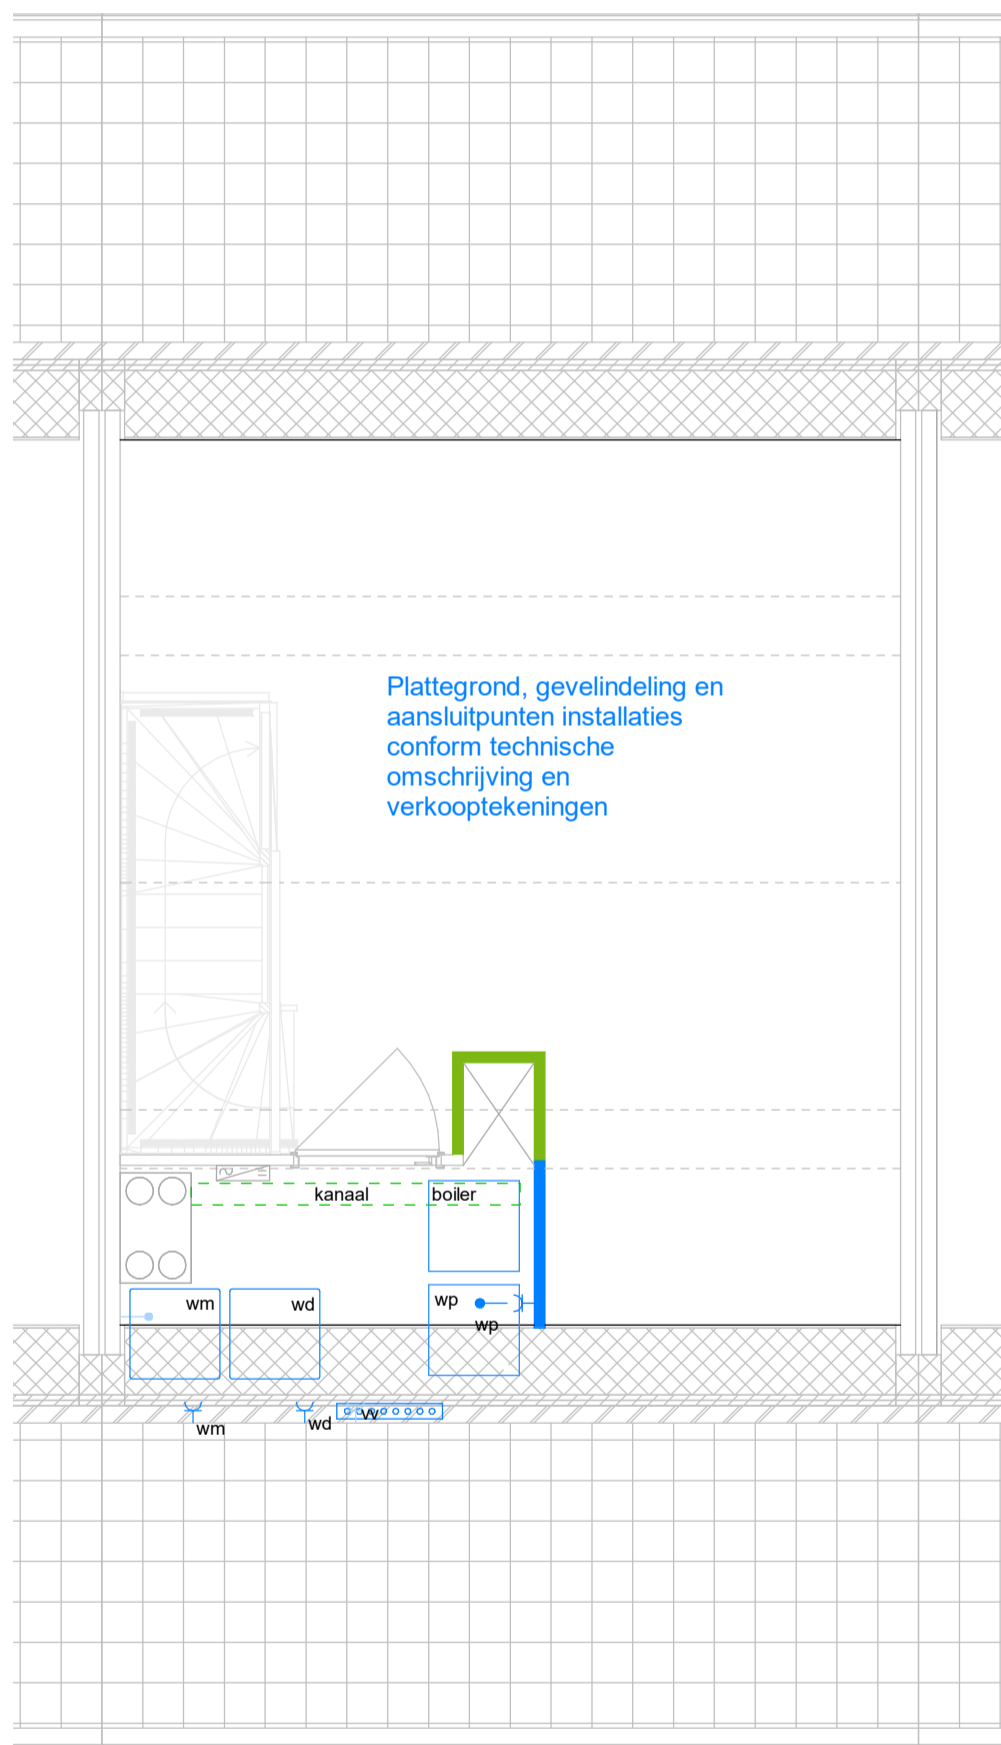 Plattegrond, gevelindeling en
aansluitpunten installaties
conform technische
omschrijving en
verkooptekeningen
kanaal
boiler
wm
wd
wp
wp
wm
wd
vv